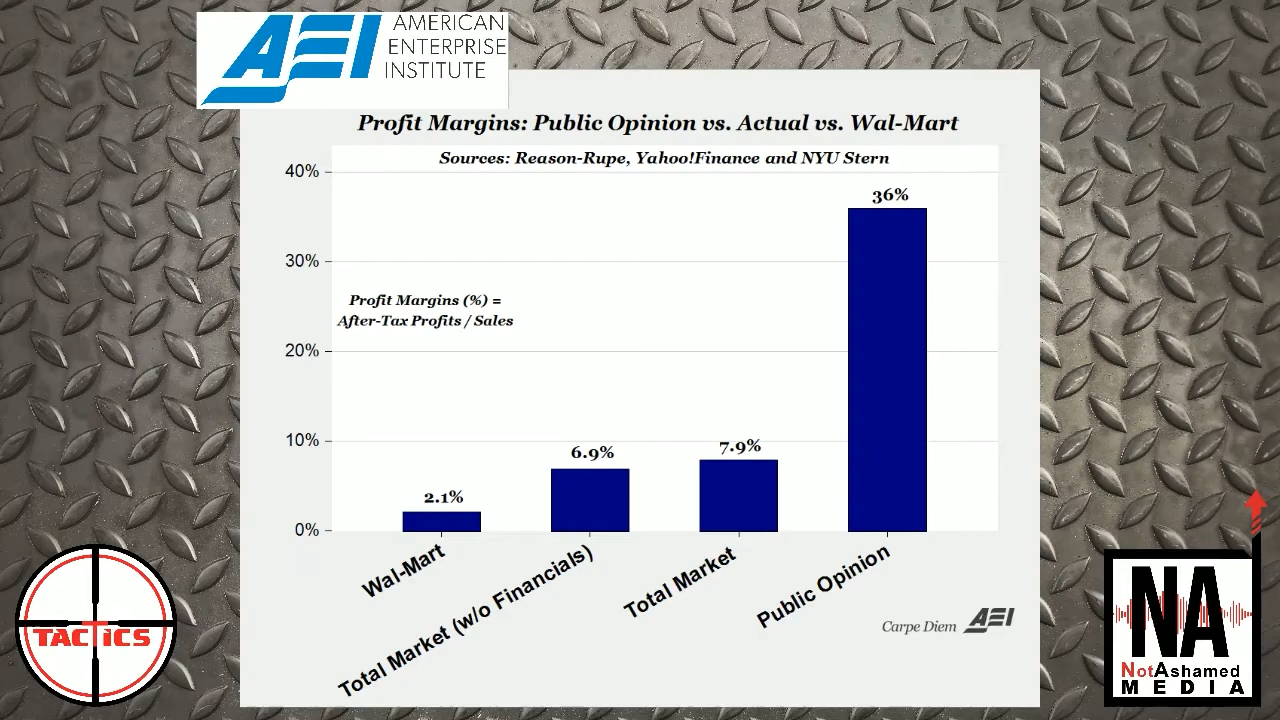 AEI
AMERICAN
ENTERPRISE
INSTITUTE
Profit Margins: Public Opinion vs. Actual vs. Wal-Mart
Sources: Reason-Rupe, Yahoo!Finance and NYU Stern
40%
36%
30%
Profit Margins (%) =
After-Tax Profits / Sales
20%
10%
7.9%
6.9%
2.1%
0%
Wal-Mart
Total Market (w/o Financials)
Total Market
Public Opinion
Carpe Diem AEI
TACTICS
NA
NotAshamed
MEDIA